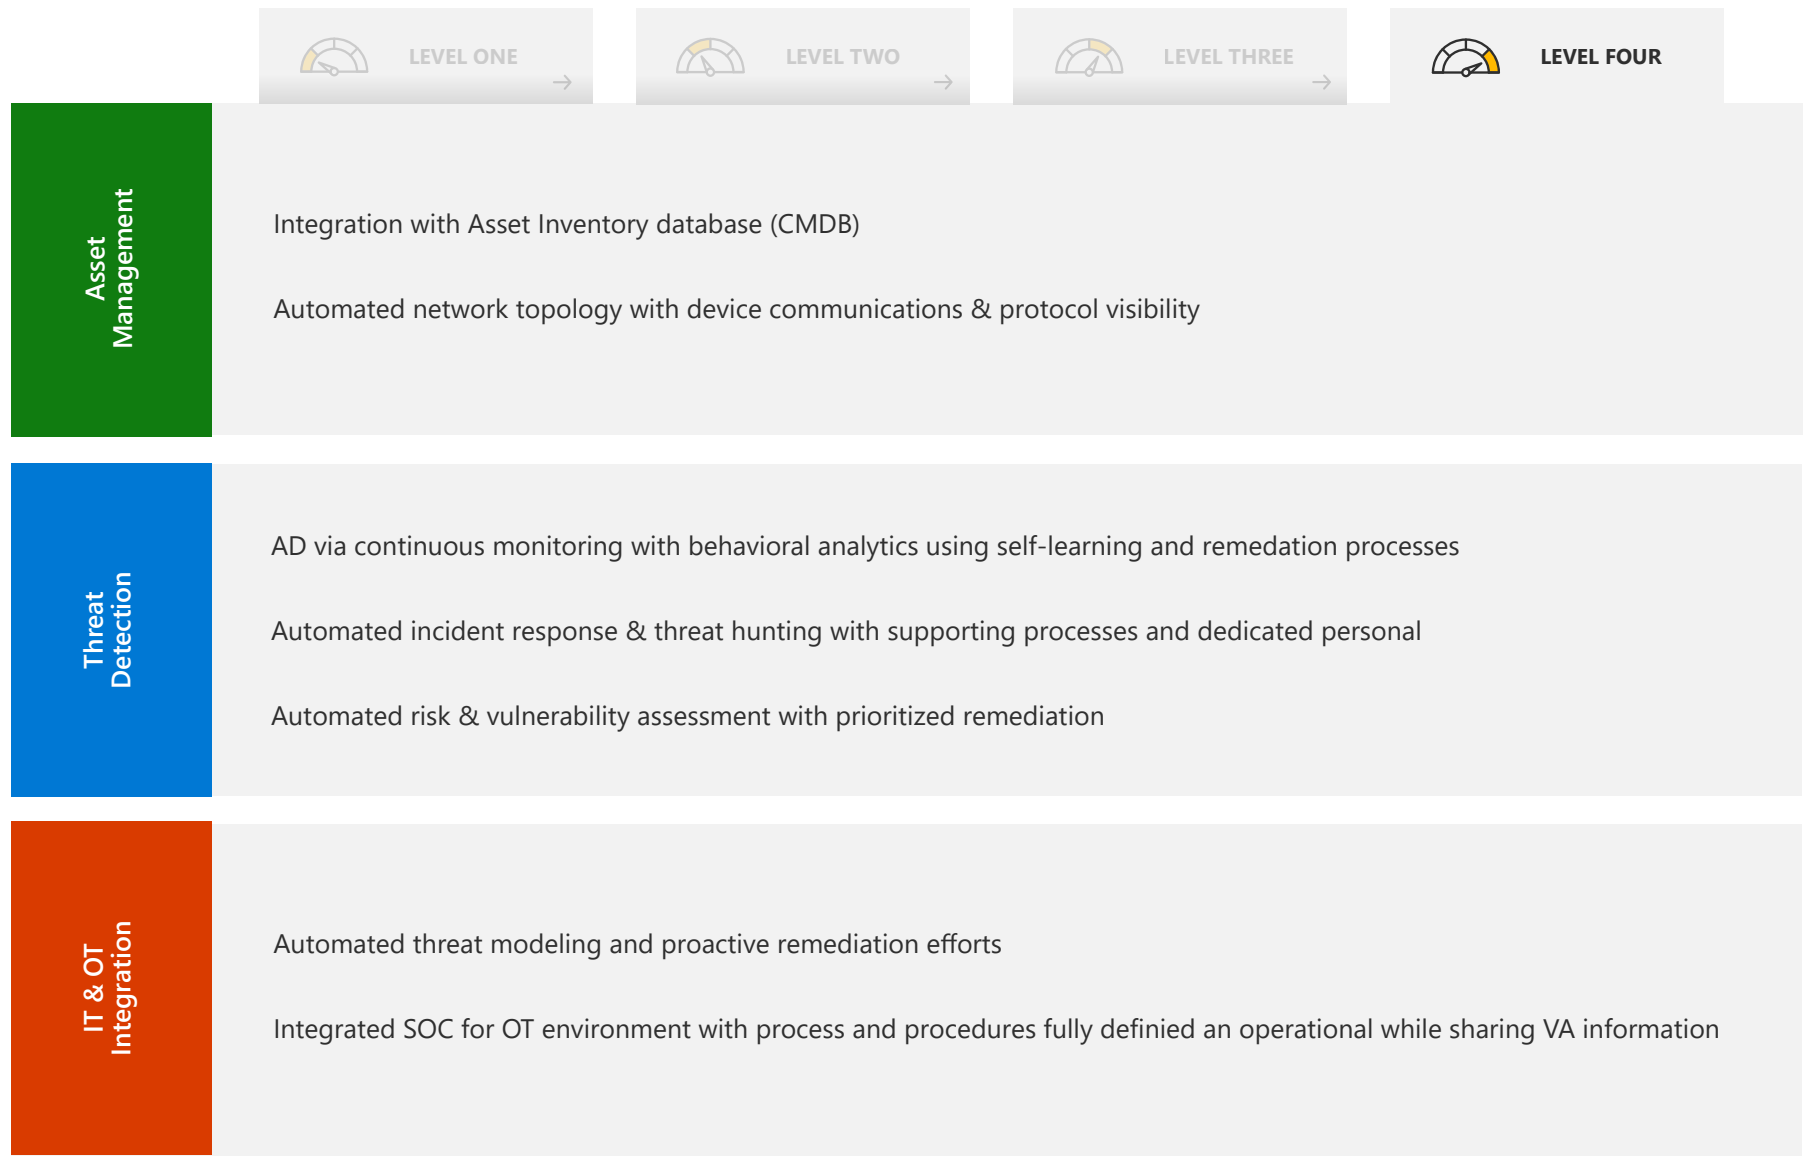 LEVEL ONE
LEVEL TWO
LEVEL THREE
LEVEL FOUR
Asset
Management
Integration with Asset Inventory database (CMDB)
Automated network topology with device communications & protocol visibility
Threat
Detection
AD via continuous monitoring with behavioral analytics using self-learning and remedation processes
Automated incident response & threat hunting with supporting processes and dedicated personal
Automated risk & vulnerability assessment with prioritized remediation
IT & OT
Integration
Automated threat modeling and proactive remediation efforts
Integrated SOC for OT environment with process and procedures fully definied an operational while sharing VA information